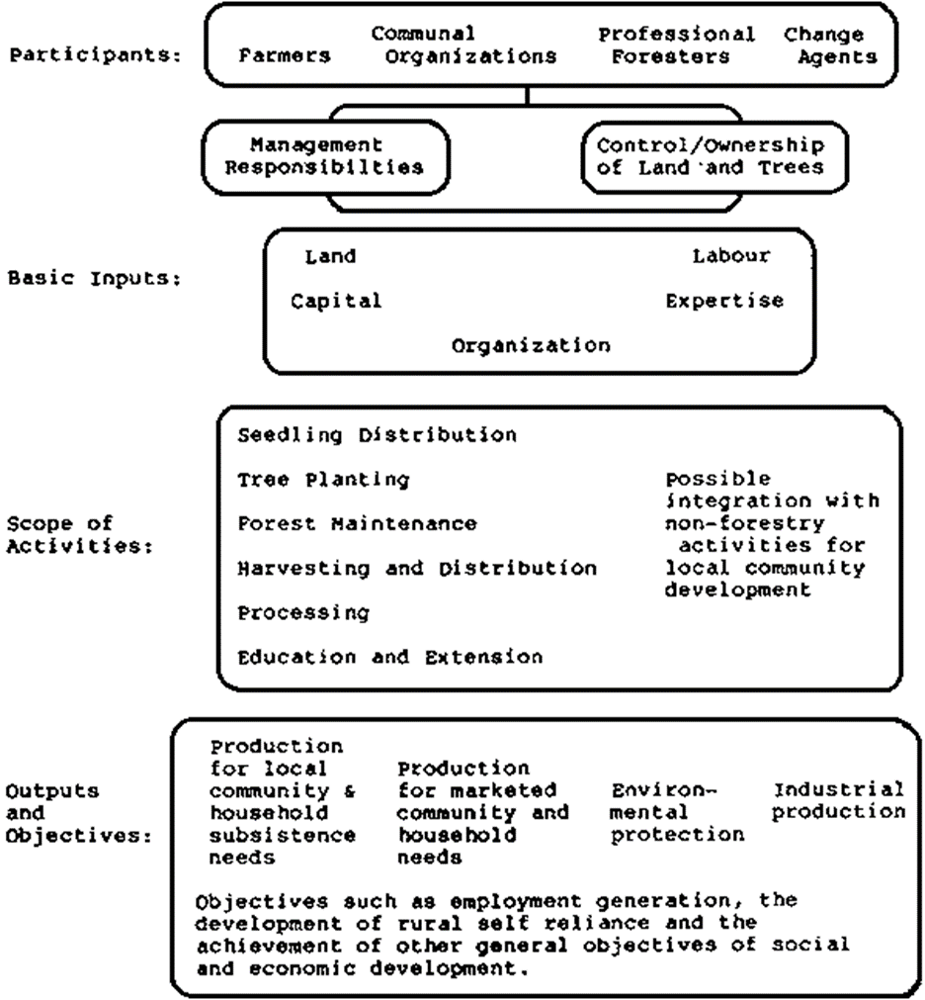 Participants:
Farmers
Communal
Organizations
Professional
Foresters
Change
Agents
Management
Responsibilties
Control/Ownership
of Land and Trees
Basic Inputs:
Land
Labour
Capital
Expertise
Organization
Scope of
Activities:
Seedling Distribution
Tree Planting
Forest Maintenance
Harvesting and Distribution
Processing
Education and Extension
Possible
integration with
non-forestry
activities for
local community
development
Outputs
and
Objectives:
Production
for local
community &
household
subsistence
needs
Production
for marketed
community and
household
needs
Environ-
mental
protection
Industrial
production
Objectives such as employment generation, the
development of rural self reliance and the
achievement of other general objectives of social
and economic development.